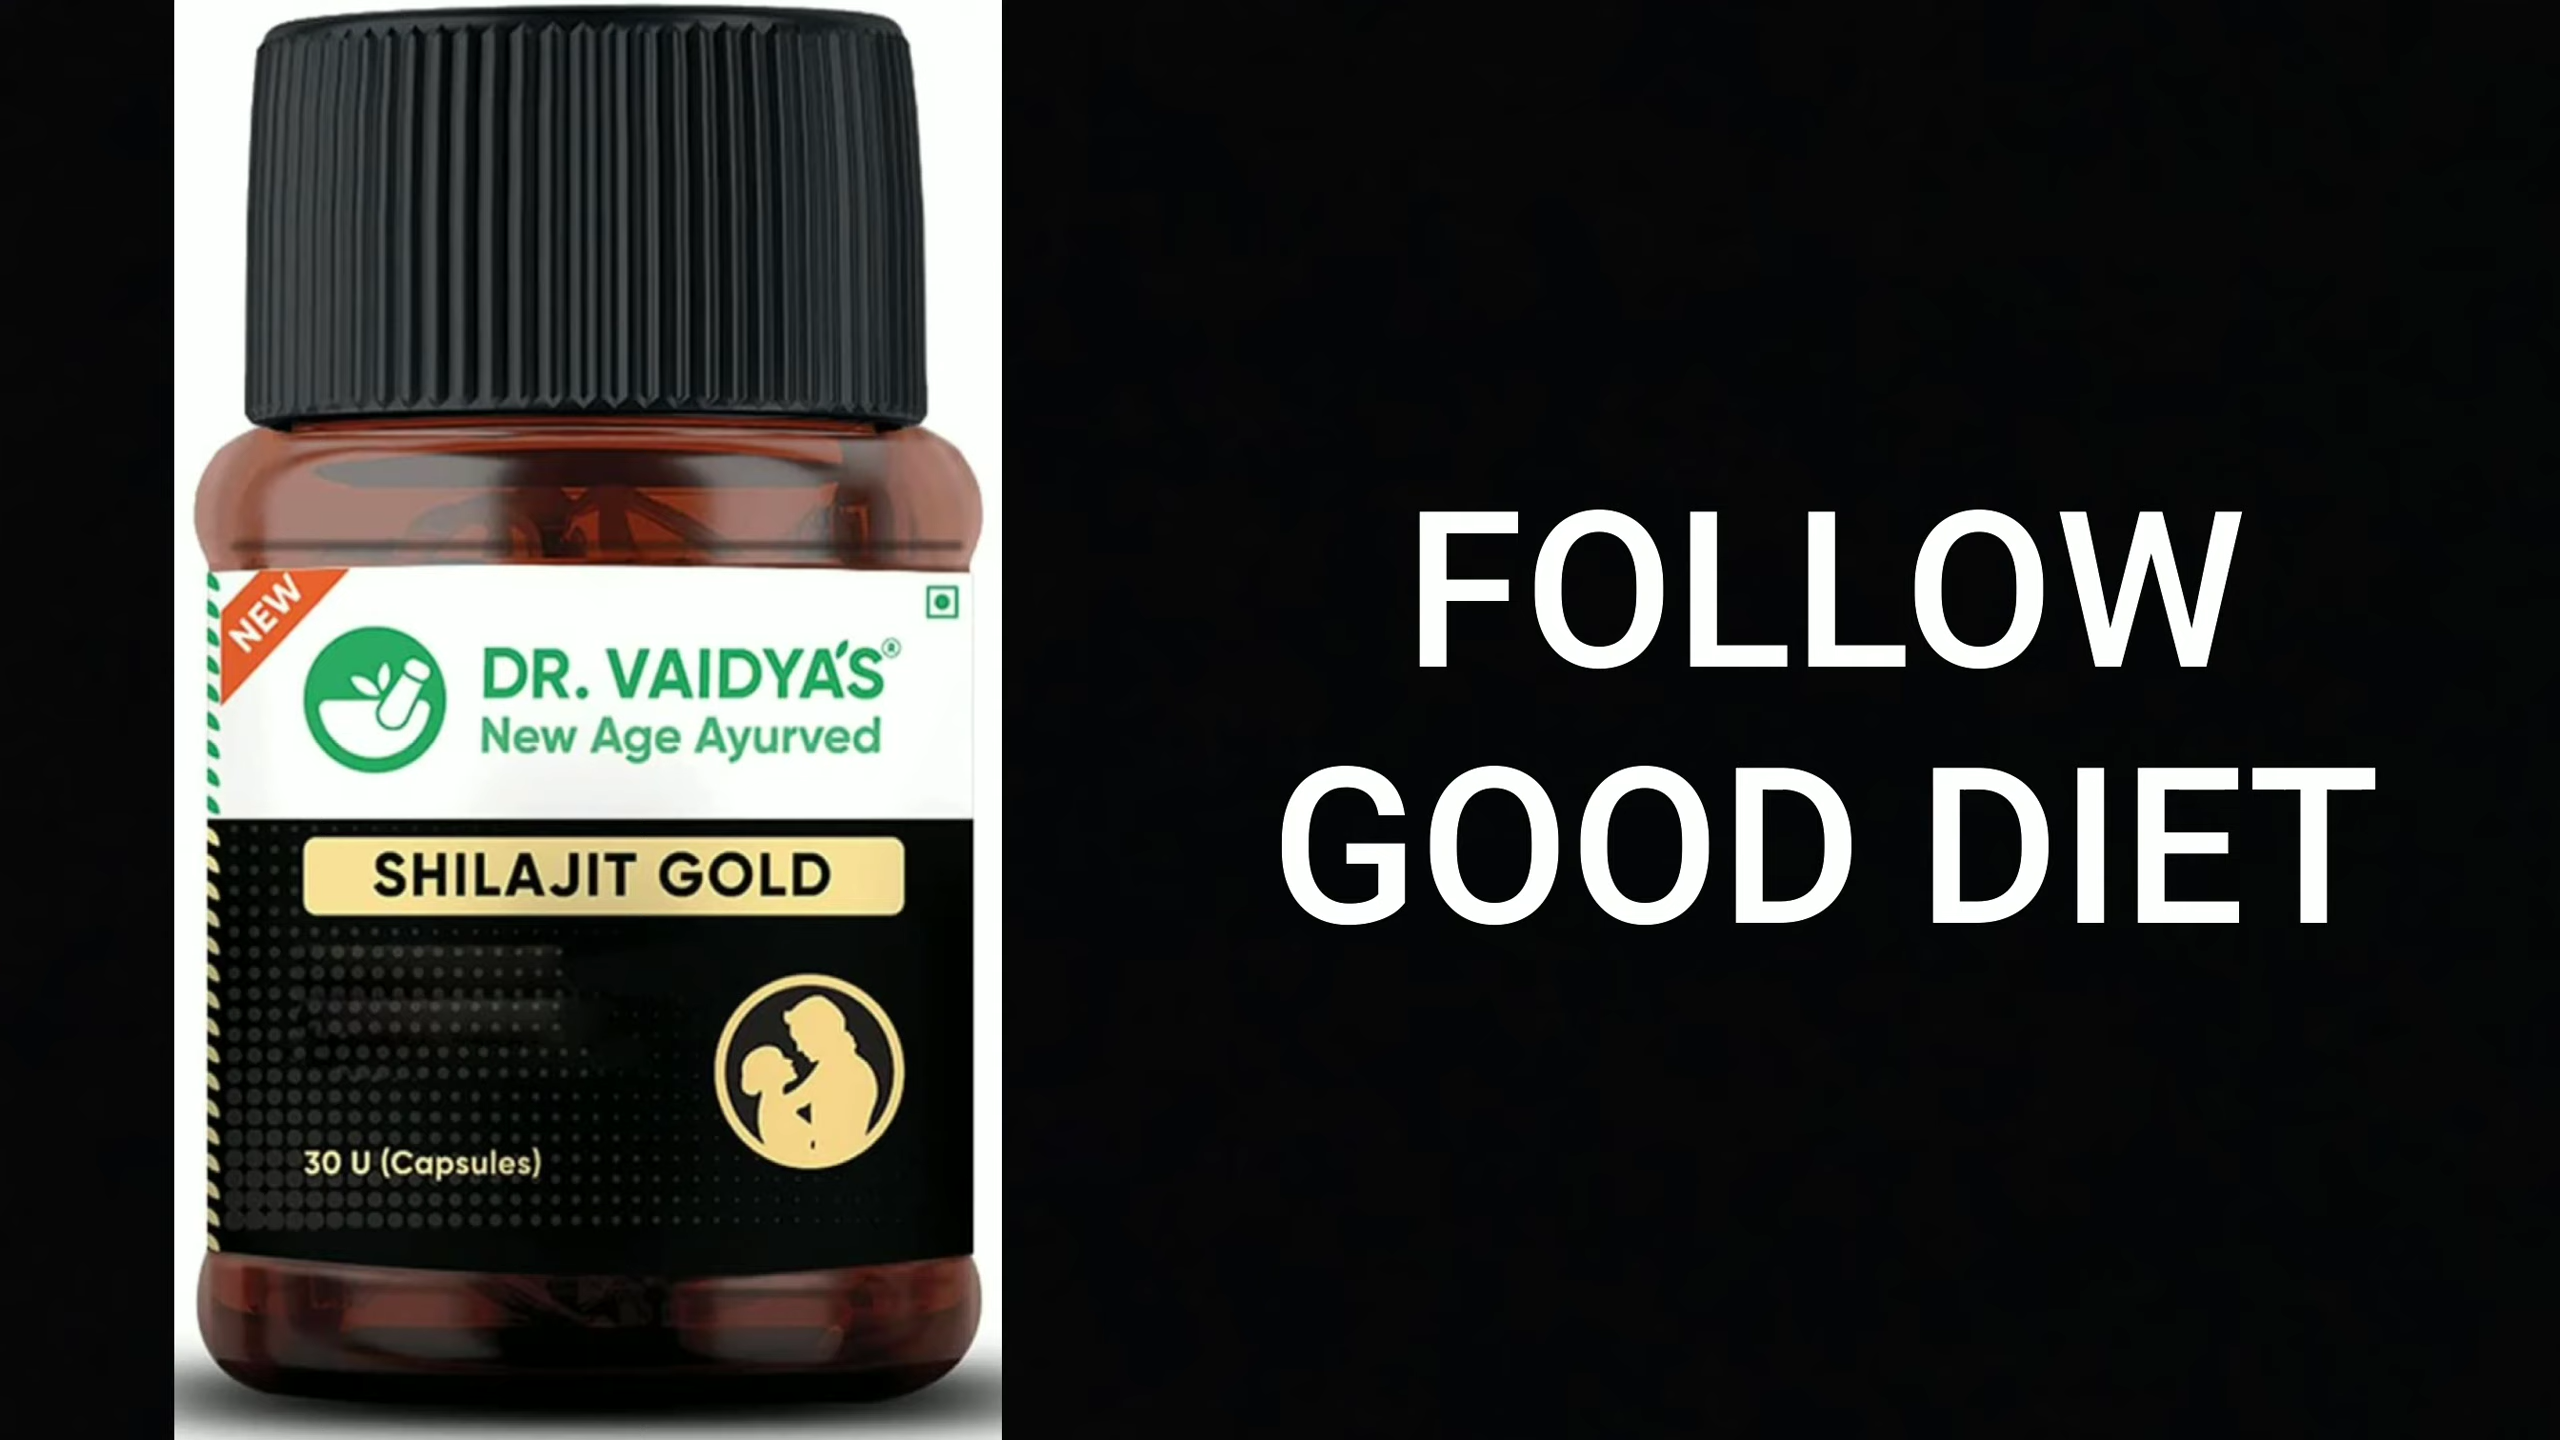 NEW
DR. VAIDYA'S®
New Age Ayurved
SHILAJIT GOLD
30 U (Capsules)
FOLLOW
GOOD DIET